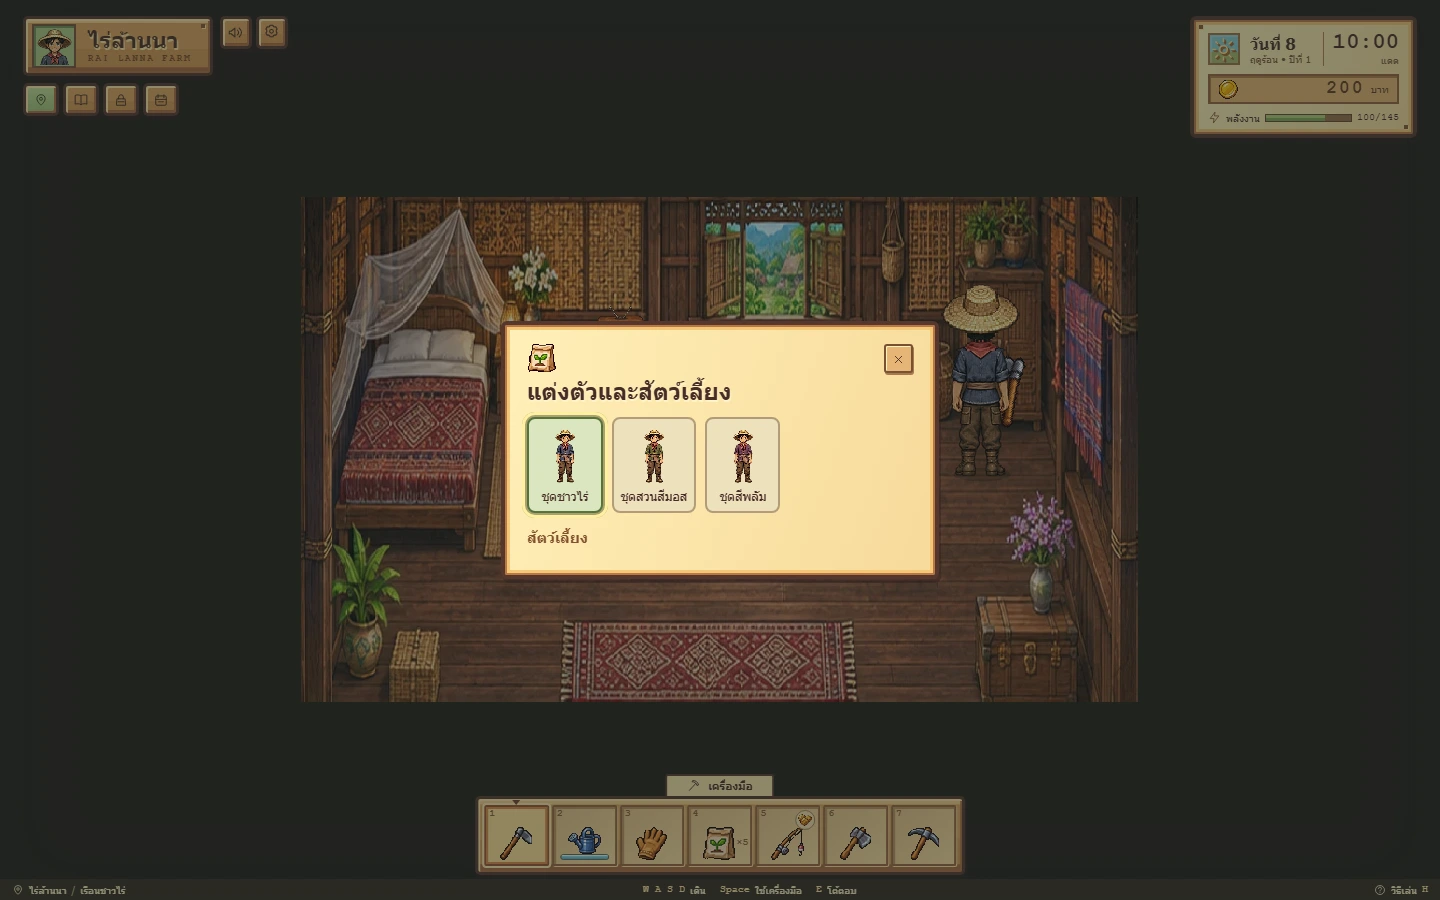 ไร่ล้านนา
RAI LANNA FARM
วันที่ 8
ฤดูร้อน • ปีที่ 1
10:00
แดด
200 บาท
พลังงาน 100/145
แต่งตัวและสัตว์เลี้ยง
×
ชุดชาวไร่
ชุดสวนสีมอส
ชุดสีพลัม
สัตว์เลี้ยง
เครื่องมือ
1 2 3 4 ×5 5 6 7
ไร่ล้านนา / เรือนชาวไร่
W A S D เดิน Space ใช้เครื่องมือ E โต้ตอบ
วิธีเล่น H